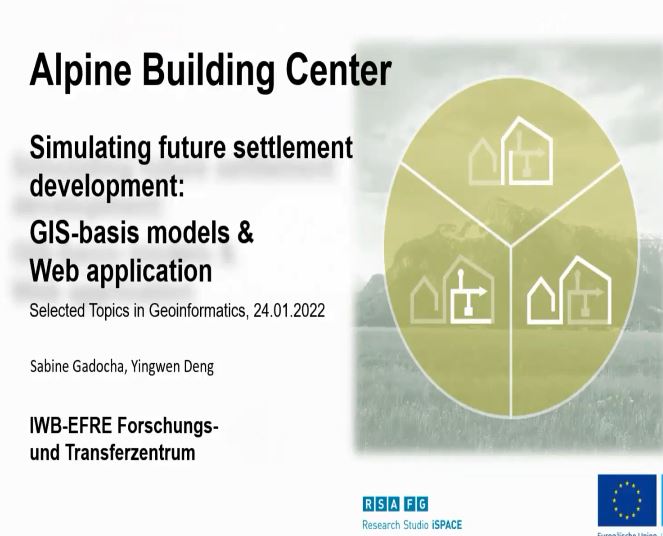 Alpine Building Center
Simulating future settlement
development:
GIS-basis models &
Web application
Selected Topics in Geoinformatics, 24.01.2022
Sabine Gadocha, Yingwen Deng
IWB-EFRE Forschungs-
und Transferzentrum
RSA FG
Research Studio iSPACE